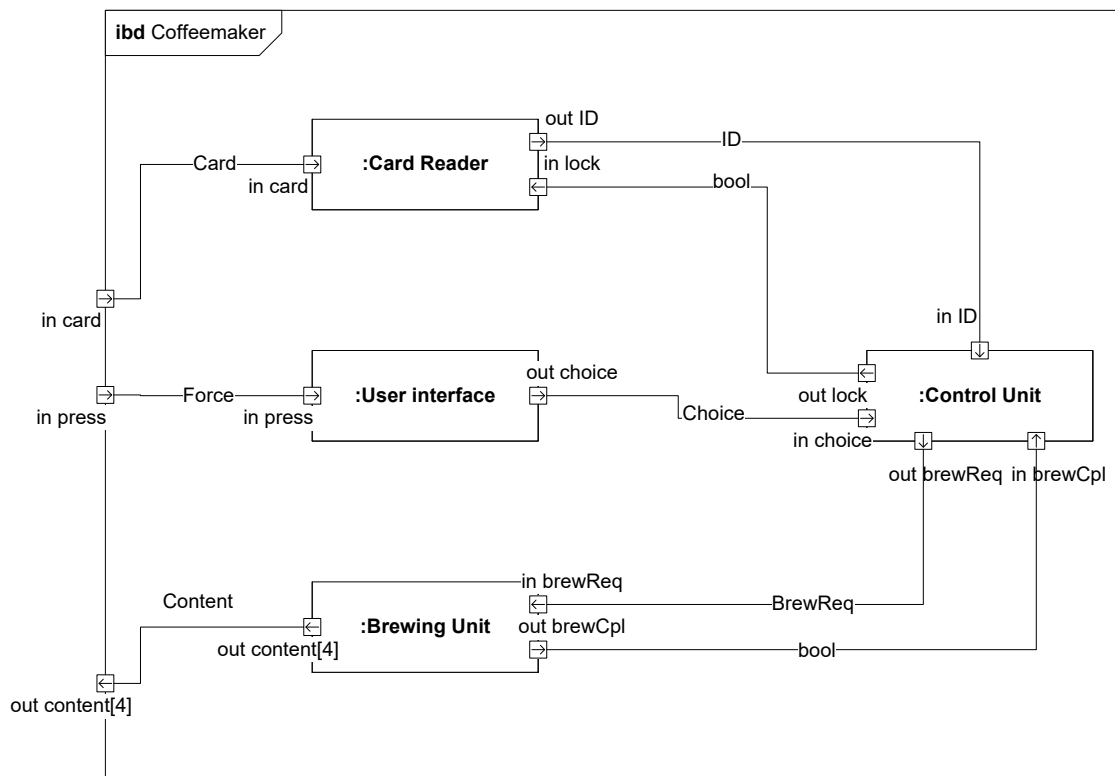 ibd Coffeemaker
out ID
Card
:Card Reader
ID
in card
in lock
bool
in card
in ID
out choice
in press
Force
in press
:User interface
Choice
out lock
:Control Unit
in choice
out brewReq
in brewCpl
in brewReq
Content
BrewReq
:Brewing Unit
out brewCpl
out content[4]
bool
out content[4]